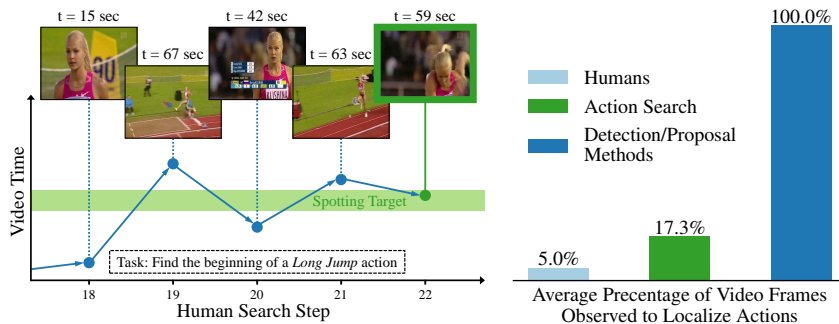 t = 15 sec
t = 67 sec
t = 42 sec
t = 63 sec
t = 59 sec
KLISHINA
Video Time
Spotting Target
Task: Find the beginning of a Long Jump action
18
19
20
21
22
Human Search Step
Humans
Action Search
Detection/Proposal
Methods
5.0%
17.3%
100.0%
Average Precentage of Video Frames
Observed to Localize Actions